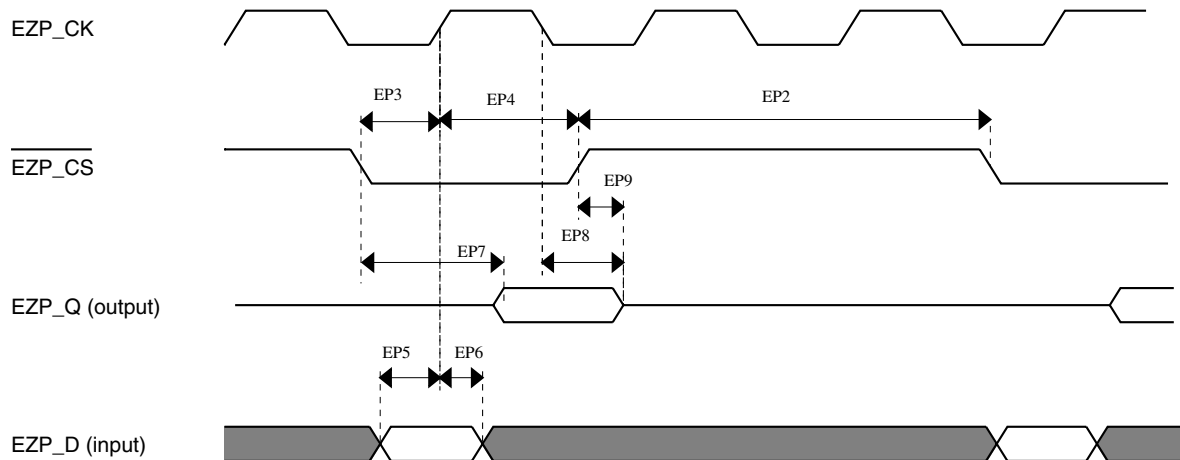 EZP_CK
EP3
EP4
EP2
EZP_CS
EP9
EP8
EP7
EZP_Q (output)
EP5
EP6
EZP_D (input)